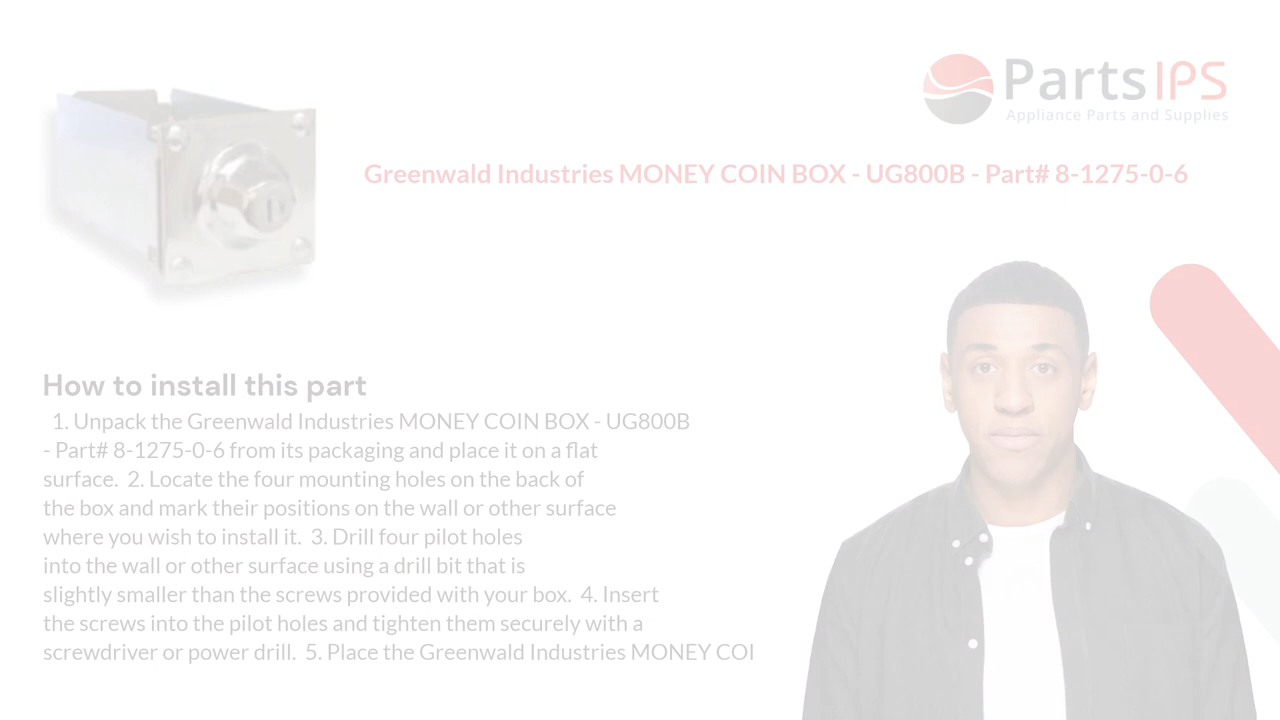 Parts IPS
Appliance Parts and Supplies
Greenwald Industries MONEY COIN BOX - UG800B - Part# 8-1275-0-6
How to install this part
1. Unpack the Greenwald Industries MONEY COIN BOX - UG800B
- Part# 8-1275-0-6 from its packaging and place it on a flat
surface.  2. Locate the four mounting holes on the back of
the box and mark their positions on the wall or other surface
where you wish to install it.  3. Drill four pilot holes
into the wall or other surface using a drill bit that is
slightly smaller than the screws provided with your box.  4. Insert
the screws into the pilot holes and tighten them securely with a
screwdriver or power drill.  5. Place the Greenwald Industries MONEY COI